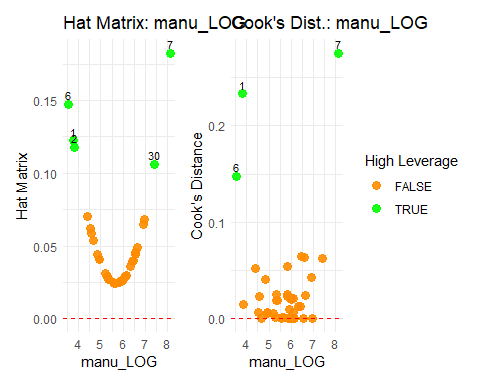 Hat Matrix: manu_LOG
Cook's Dist.: manu_LOG
Hat Matrix
0.15
0.10
0.05
0.00
7
6
1
2
30
4
5
6
7
8
manu_LOG
Cook's Distance
0.2
0.1
0.0
7
1
6
4
5
6
7
8
manu_LOG
High Leverage
FALSE
TRUE